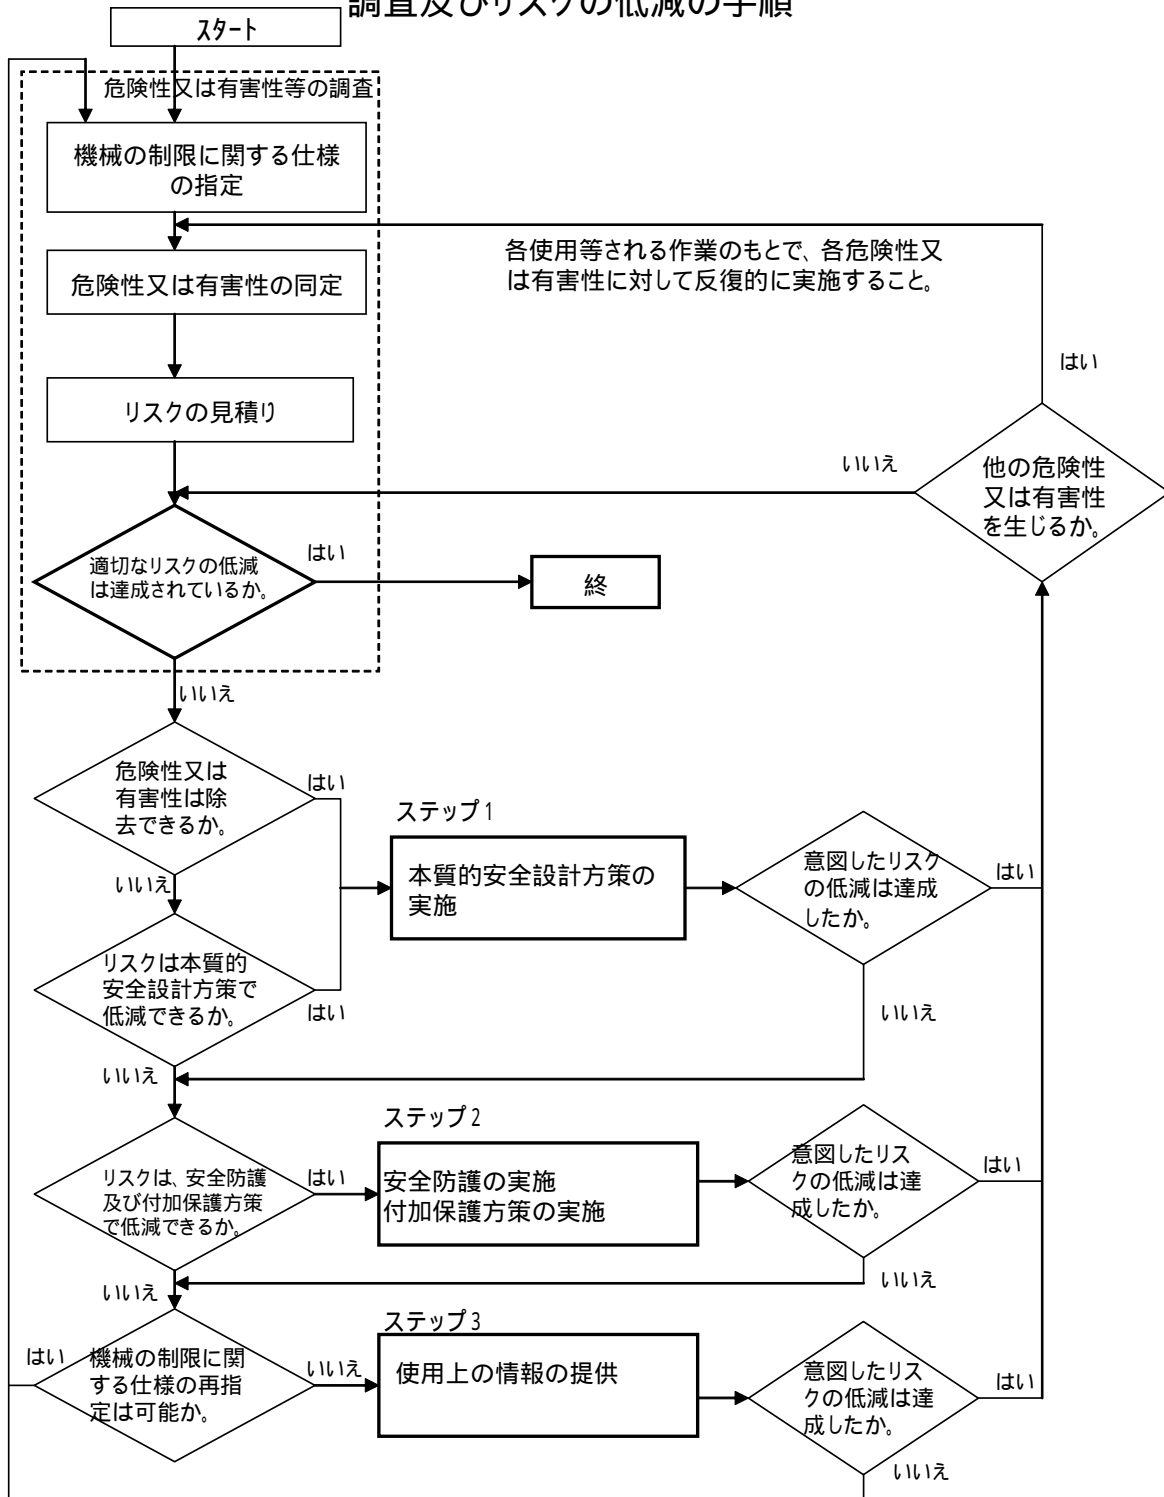 調査及びリスクの低減の手順
スタート
危険性又は有害性等の調査
機械の制限に関する仕様
の指定
各使用等される作業のもとで、各危険性又
は有害性に対して反復的に実施すること。
危険性又は有害性の同定
はい
リスクの見積り
いいえ
他の危険性
又は有害性
を生じるか。
適切なリスクの低減
は達成されているか。
はい
終
いいえ
危険性又は
有害性は除
去できるか。
はい
ステップ1
本質的安全設計方策の
実施
意図したリスク
の低減は達成
したか。
はい
いいえ
リスクは本質的
安全設計方策で
低減できるか。
はい
いいえ
いいえ
ステップ2
リスクは、安全防護
及び付加保護方策
で低減できるか。
はい
安全防護の実施
付加保護方策の実施
意図したリス
クの低減は達
成したか。
はい
いいえ
いいえ
ステップ3
はい
機械の制限に関
する仕様の再指
定は可能か。
いいえ
使用上の情報の提供
意図したリス
クの低減は達
成したか。
はい
いいえ